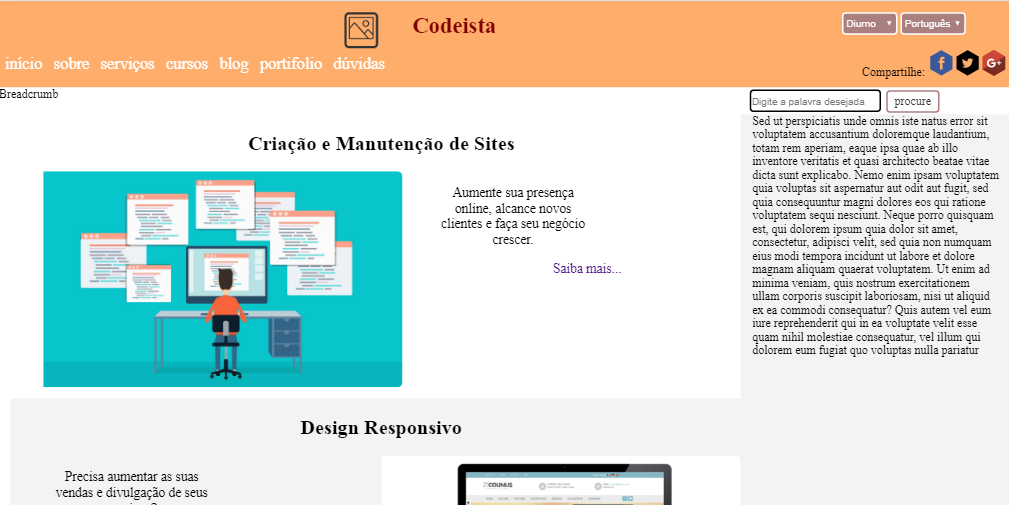 Codeista
Diurno
Português
início sobre serviços cursos blog portifolio dúvidas
Compartilhe:
Breadcrumb
Digite a palavra desejada
procure
Criação e Manutenção de Sites
Aumente sua presença
online, alcance novos
clientes e faça seu negócio
crescer.
Saiba mais...
Sed ut perspiciatis unde omnis iste natus error sit
voluptatem accusantium doloremque laudantium,
totam rem aperiam, eaque ipsa quae ab illo
inventore veritatis et quasi architecto beatae vitae
dicta sunt explicabo. Nemo enim ipsam voluptatem
quia voluptas sit aspernatur aut odit aut fugit, sed
quia consequuntur magni dolores eos qui ratione
voluptatem sequi nesciunt. Neque porro quisquam
est, qui dolorem ipsum quia dolor sit amet,
consectetur, adipisci velit, sed quia non numquam
eius modi tempora incidunt ut labore et dolore
magnam aliquam quaerat voluptatem. Ut enim ad
minima veniam, quis nostrum exercitationem
ullam corporis suscipit laboriosam, nisi ut aliquid
ex ea commodi consequatur? Quis autem vel eum
iure reprehenderit qui in ea voluptate velit esse
quam nihil molestiae consequatur, vel illum qui
dolorem eum fugiat quo voluptas nulla pariatur
Design Responsivo
Precisa aumentar as suas
vendas e divulgação de seus
COLINUS